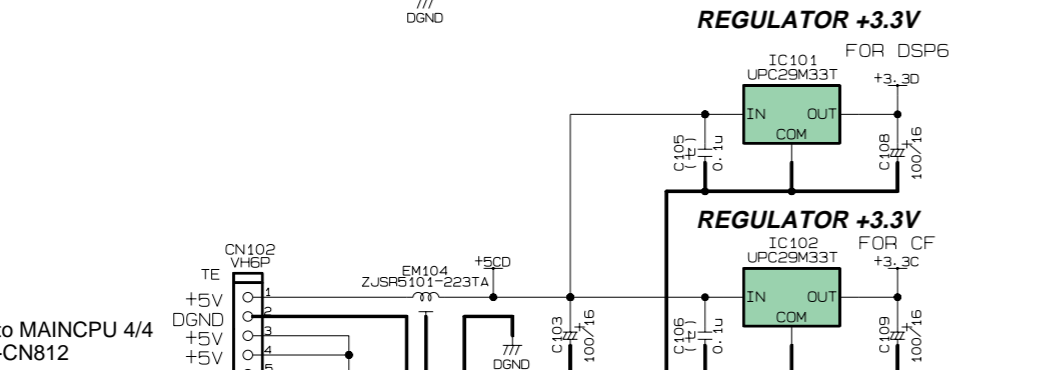 DGND
REGULATOR +3.3V
FOR DSP6
IC101
UPC29M33T
+3.3D
IN OUT
COM
C105
0.1u
C108
100/16
REGULATOR +3.3V
IC102
FOR CF
UPC29M33T
+3.3C
IN OUT
COM
C106
0.1u
C109
100/16
CN102
VH6P
TE
EM104
ZJSR5101-223TA
+5CD
+5V 1
DGND 2
+5V 3
+5V 4
5
C103
100/16
DGND
to MAINCPU 4/4
-CN812